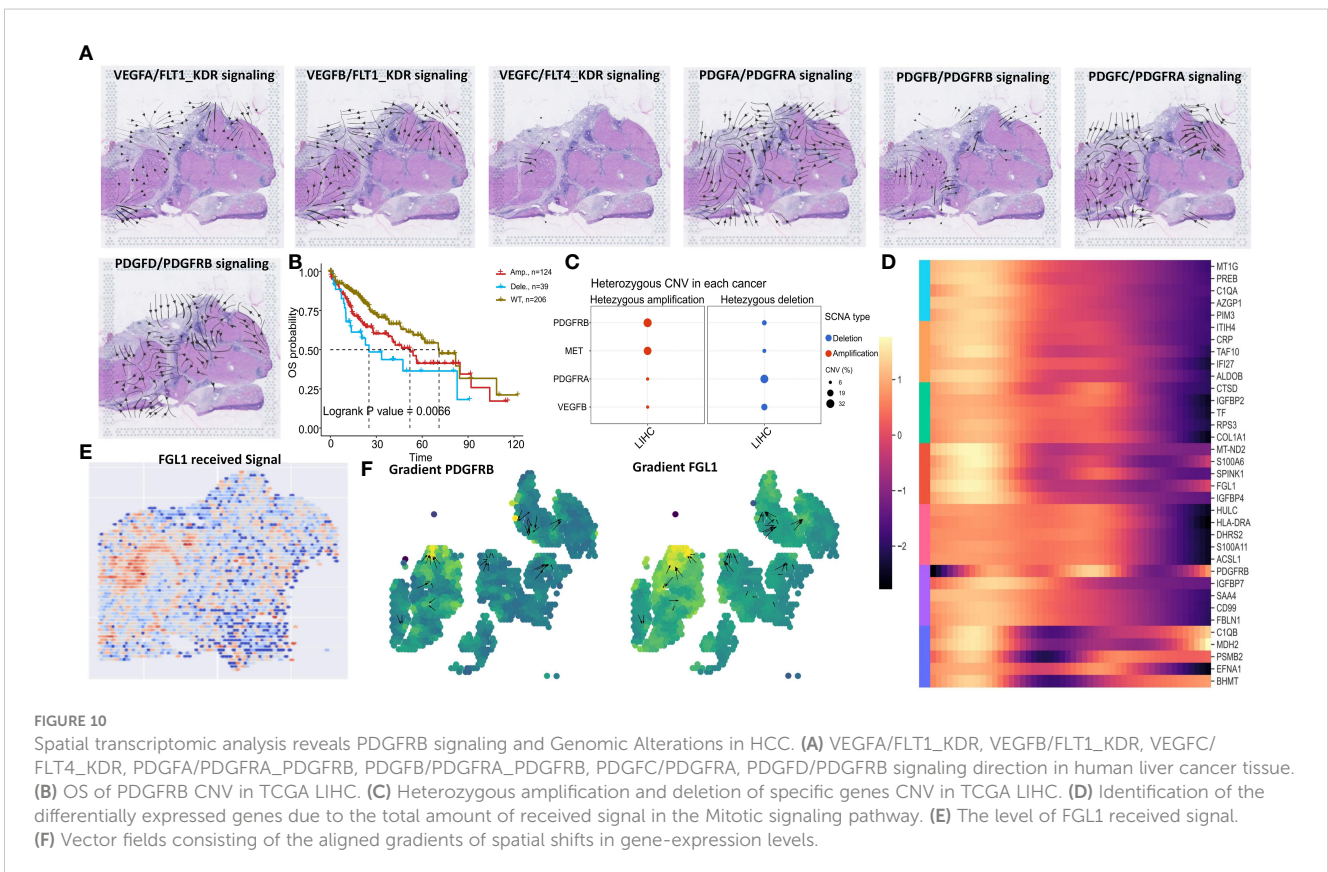 A
VEGFA/FLT1_KDR signaling
VEGFB/FLT1_KDR signaling
VEGFC/FLT4_KDR signaling
PDGFA/PDGFRA signaling
PDGFB/PDGFRB signaling
PDGFC/PDGFRA signaling
PDGFD/PDGFRB signaling
B
1.00
0.75
0.50
0.25
0.00
OS probability
Amp., n=124
Dele., n=39
WT, n=206
Logrank P value = 0.0066
0 30 60 90 120
Time
C
Heterozygous CNV in each cancer
Hetezygous amplification
Hetezygous deletion
PDGFRB
MET
PDGFRA
VEGFB
LIHC
LIHC
SCNA type
Deletion
Amplification
CNV (%)
6
19
32
D
1
0
−1
−2
MT1G
PREB
C1QA
AZGP1
PIM3
ITIH4
CRP
TAF10
IFI27
ALDOB
CTSD
IGFBP2
TF
RPS3
COL1A1
MT-ND2
S100A6
SPINK1
FGL1
IGFBP4
HULC
HLA-DRA
DHRS2
S100A11
ACSL1
PDGFRB
IGFBP7
SAA4
CD99
FBLN1
C1QB
MDH2
PSMB2
EFNA1
BHMT
E
FGL1 received Signal
F
Gradient PDGFRB
Gradient FGL1
FIGURE 10
Spatial transcriptomic analysis reveals PDGFRB signaling and Genomic Alterations in HCC. (A) VEGFA/FLT1_KDR, VEGFB/FLT1_KDR, VEGFC/
FLT4_KDR, PDGFA/PDGFRA_PDGFRB, PDGFB/PDGFRA_PDGFRB, PDGFC/PDGFRA, PDGFD/PDGFRB signaling direction in human liver cancer tissue.
(B) OS of PDGFRB CNV in TCGA LIHC. (C) Heterozygous amplification and deletion of specific genes CNV in TCGA LIHC. (D) Identification of the
differentially expressed genes due to the total amount of received signal in the Mitotic signaling pathway. (E) The level of FGL1 received signal.
(F) Vector fields consisting of the aligned gradients of spatial shifts in gene-expression levels.